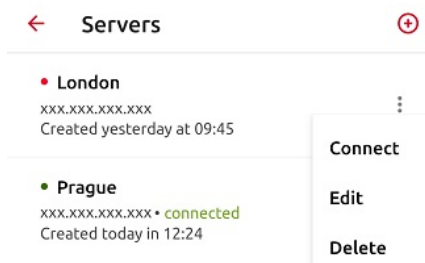 Servers
London
xxx.xxx.xxx.xxx
Created yesterday at 09:45
Connect
Edit
Delete
Prague
xxx.xxx.xxx.xxx • connected
Created today in 12:24